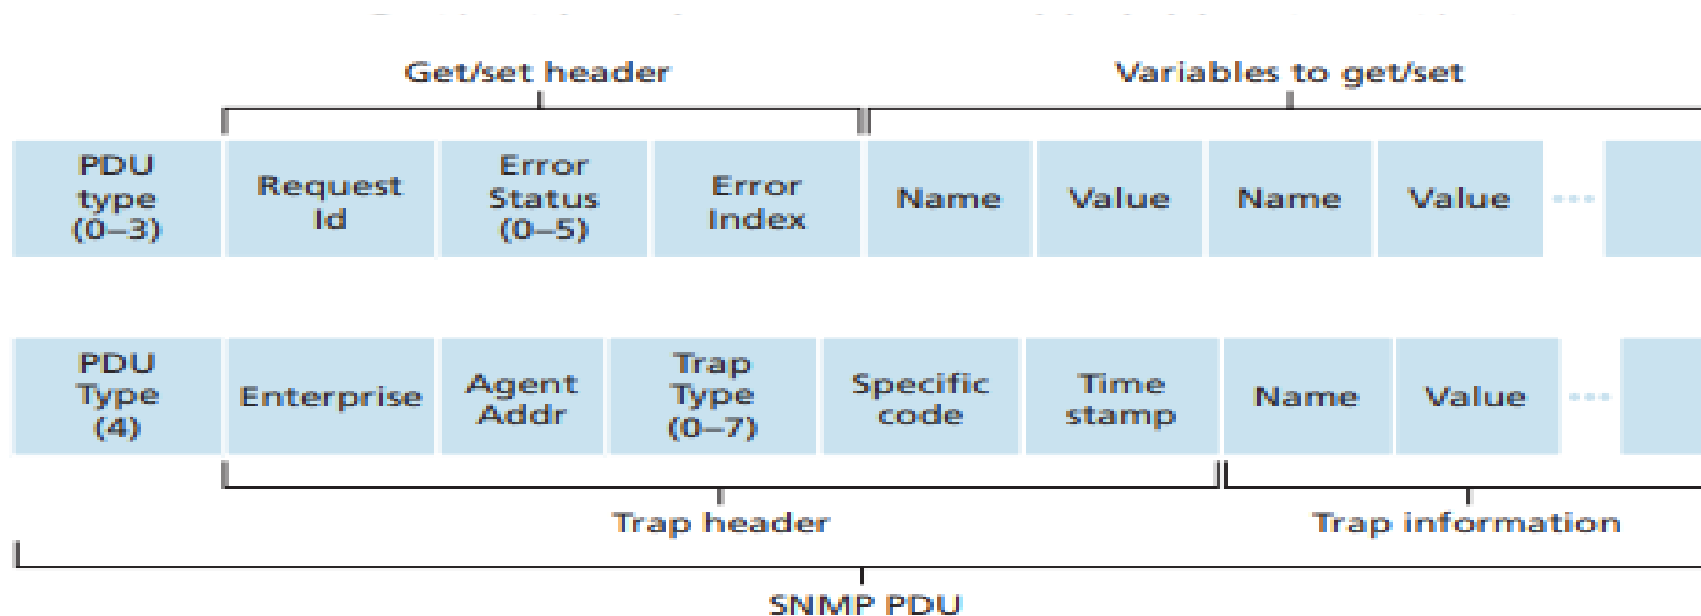 Get/set header
Variables to get/set
PDU
type
(0–3)
Request
Id
Error
Status
(0–5)
Error
Index
Name
Value
Name
Value
PDU
Type
(4)
Enterprise
Agent
Addr
Trap
Type
(0–7)
Specific
code
Time
stamp
Name
Value
Trap header
Trap information
SNMP PDU